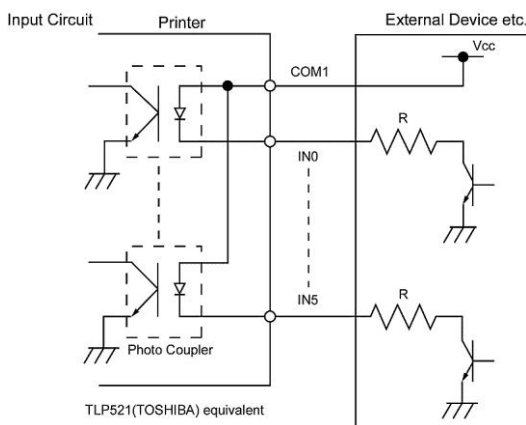 Input Circuit
Printer
External Device etc.
Vcc
COM1
R
IN0
IN5
R
Photo Coupler
TLP521(TOSHIBA) equivalent